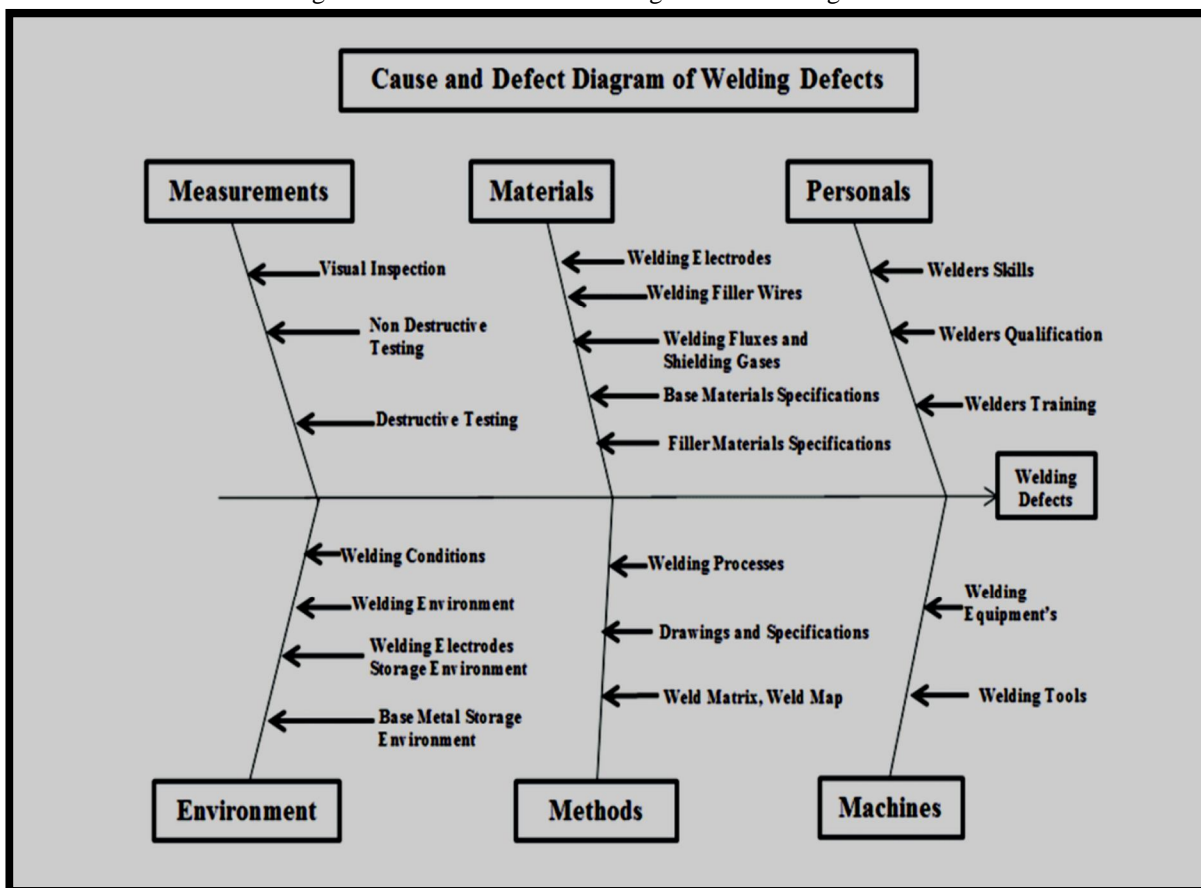 Cause and Defect Diagram of Welding Defects
Measurements
Materials
Personals
Visual Inspection
Non Destructive
Testing
Destructive Testing
Welding Electrodes
Welding Filler Wires
Welding Fluxes and
Shielding Gases
Base Materials Specifications
Filler Materials Specifications
Welders Skills
Welders Qualification
Welders Training
Welding
Defects
Welding Conditions
Welding Environment
Welding Electrodes
Storage Environment
Base Metal Storage
Environment
Welding Processes
Drawings and Specifications
Weld Matrix, Weld Map
Welding
Equipment's
Welding Tools
Environment
Methods
Machines